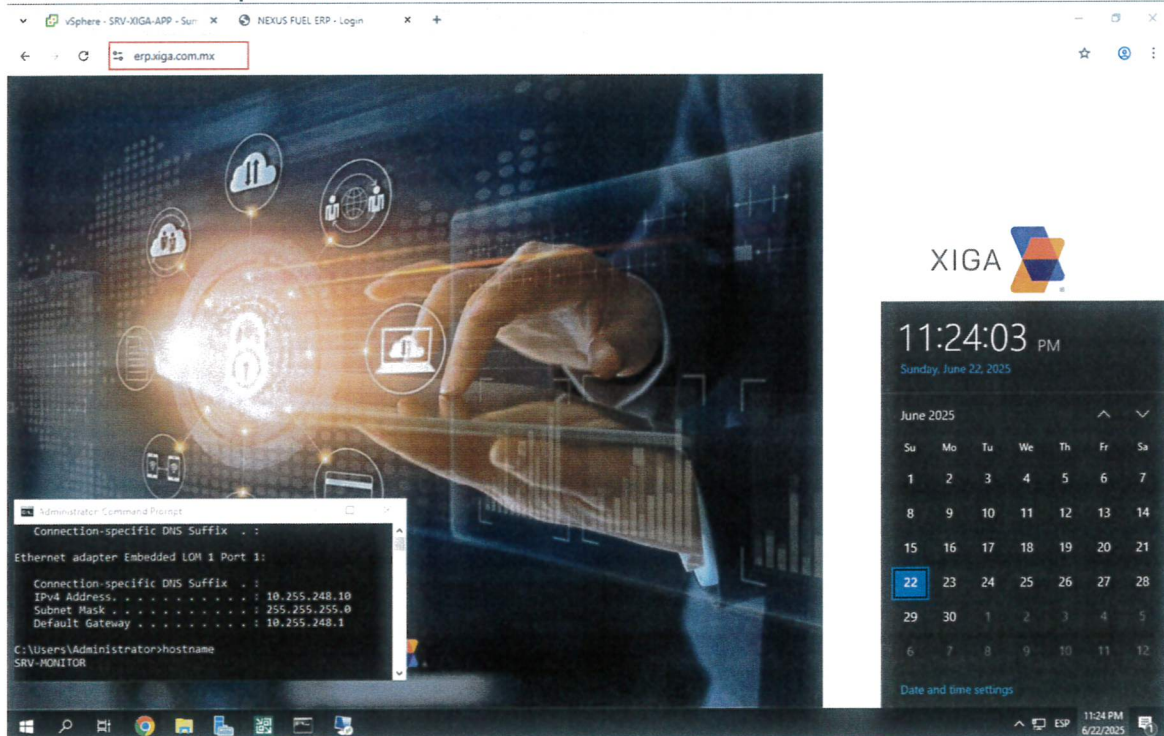 vSphere - SRV-XIGA-APP - Sum
NEXUS FUEL ERP - Login
erp.xiga.com.mx
XIGA
11:24:03 PM
Sunday, June 22, 2025
June 2025
Su Mo Tu We Th Fr Sa
1 2 3 4 5 6 7
8 9 10 11 12 13 14
15 16 17 18 19 20 21
22 23 24 25 26 27 28
29 30 1 2 3 4 5
6 7 8 9 10 11 12
Date and time settings
Administrator: Command Prompt
Connection-specific DNS Suffix . :
Ethernet adapter Embedded LOM 1 Port 1:
Connection-specific DNS Suffix . :
IPv4 Address. . . . . . . . . . . : 10.255.248.10
Subnet Mask . . . . . . . . . . . : 255.255.255.0
Default Gateway . . . . . . . . . : 10.255.248.1
C:\Users\Administrator>hostname
SRV-MONITOR
ESP
11:24 PM
6/22/2025